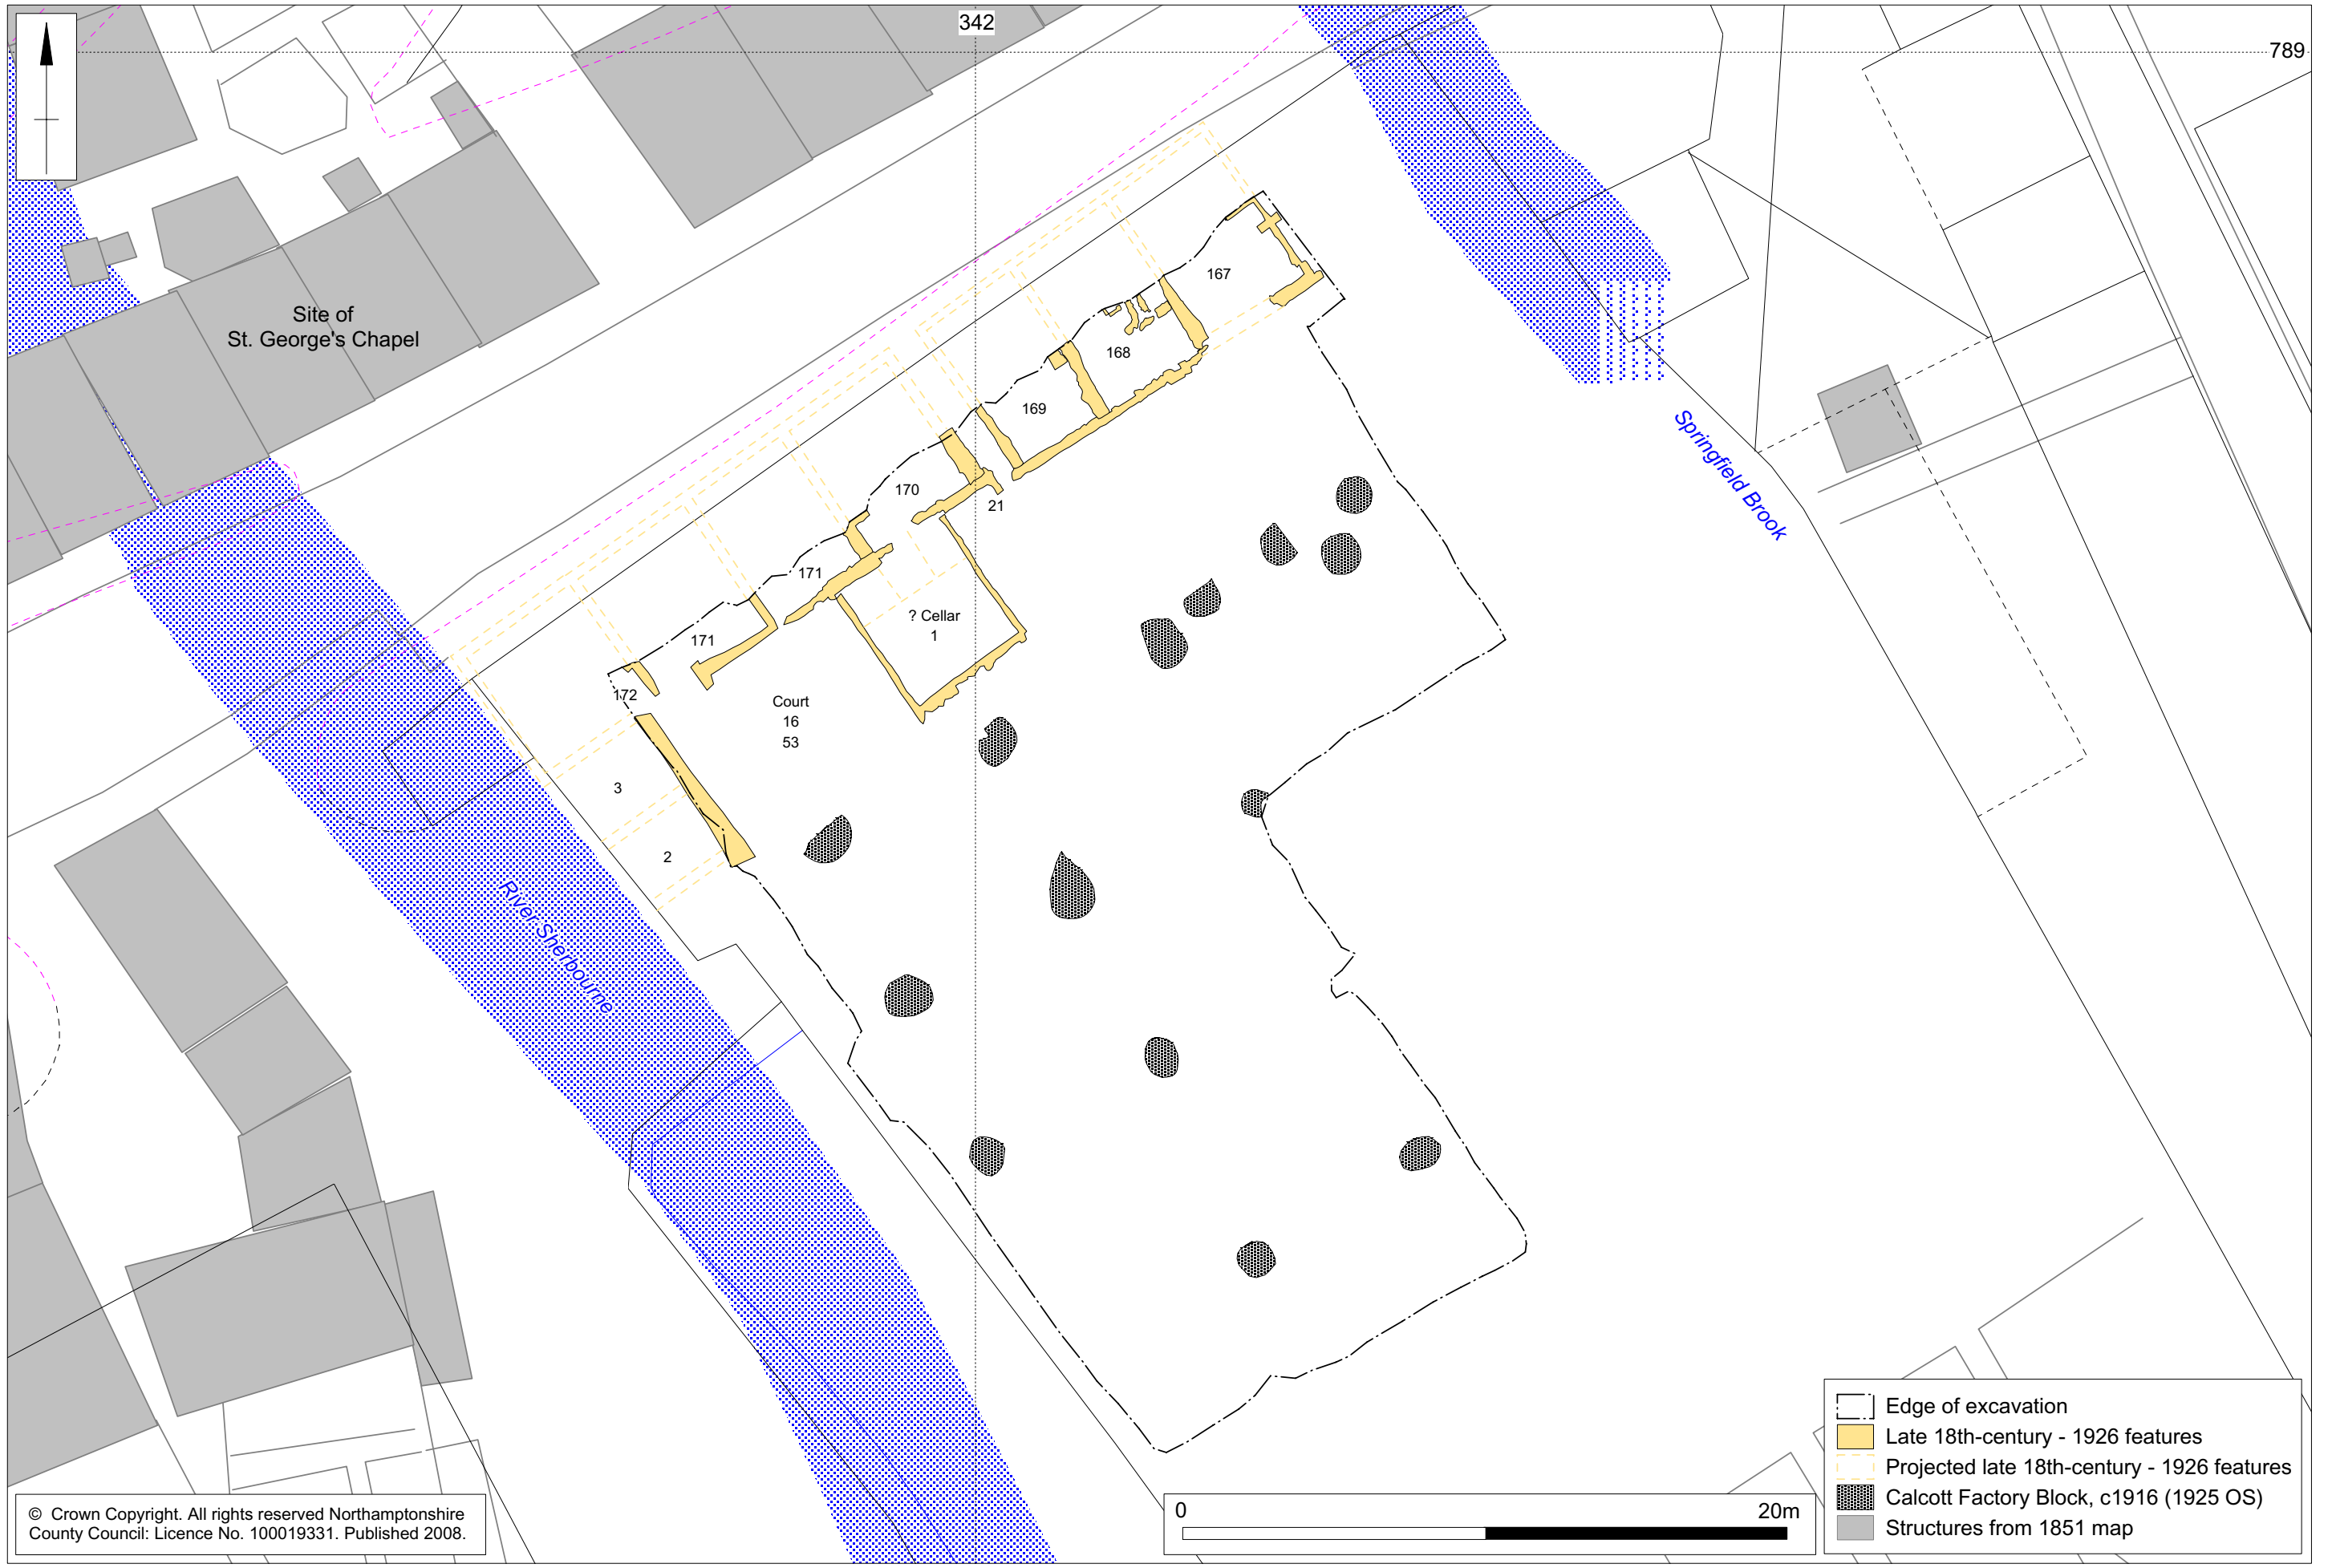 342
789
Site of
St. George's Chapel
167
168
169
170
21
171
? Cellar
1
171
172
Court
16
53
3
2
Springfield Brook
River Sherbourne
Edge of excavation
Late 18th-century - 1926 features
Projected late 18th-century - 1926 features
Calcott Factory Block, c1916 (1925 OS)
Structures from 1851 map
0 20m
© Crown Copyright. All rights reserved Northamptonshire
County Council: Licence No. 100019331. Published 2008.